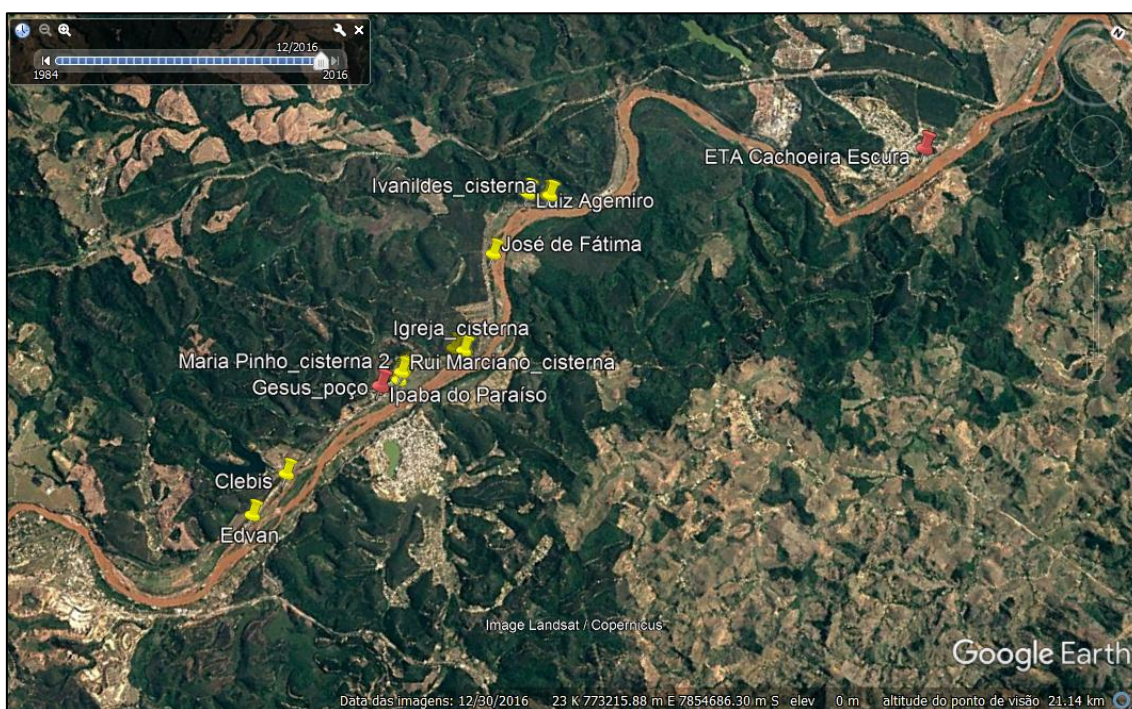 12/2016
1984
2016
N
ETA Cachoeira Escura
Ivanildes_cisterna
Luiz Agemiro
José de Fátima
Igreja_cisterna
Maria Pinho_cisterna 2
Rui Marciano_cisterna
Gesus_poço
Ipaba do Paraíso
Clebis
Edvan
Image Landsat / Copernicus
Google Earth
Data das imagens: 12/30/2016 23 K 773215.88 m E 7854686.30 m S elev 0 m altitude do ponto de visão 21.14 km